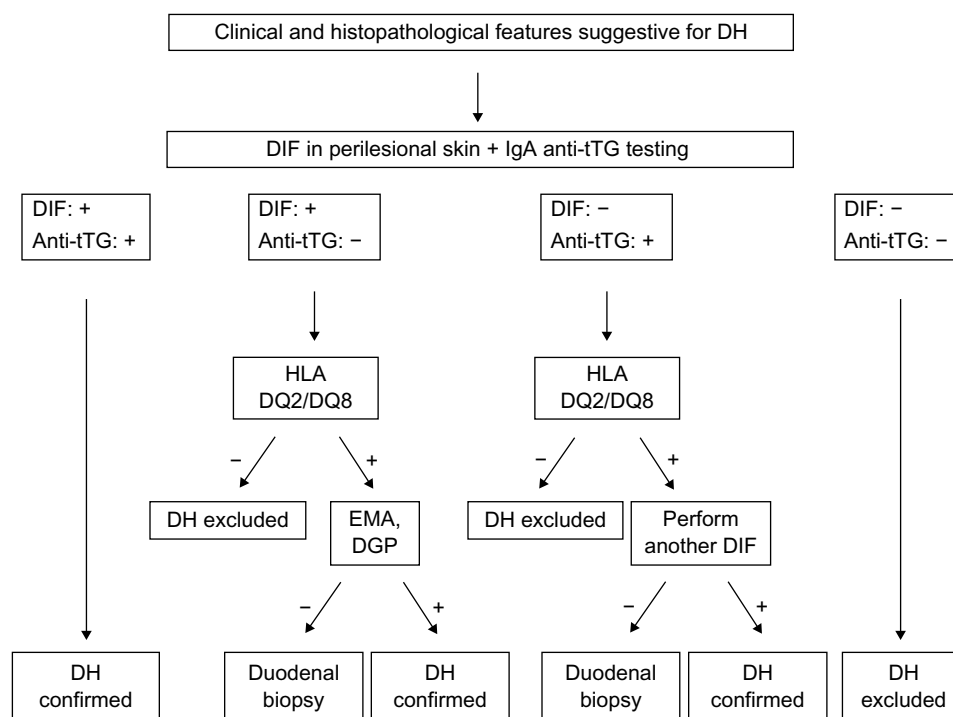 Clinical and histopathological features suggestive for DH
DIF in perilesional skin + IgA anti-tTG testing
DIF: +
Anti-tTG: +
DIF: +
Anti-tTG: −
DIF: −
Anti-tTG: +
DIF: −
Anti-tTG: −
HLA
DQ2/DQ8
HLA
DQ2/DQ8
−
+
−
+
DH excluded
EMA,
DGP
DH excluded
Perform
another DIF
−
+
−
+
DH
confirmed
Duodenal
biopsy
DH
confirmed
Duodenal
biopsy
DH
confirmed
DH
excluded